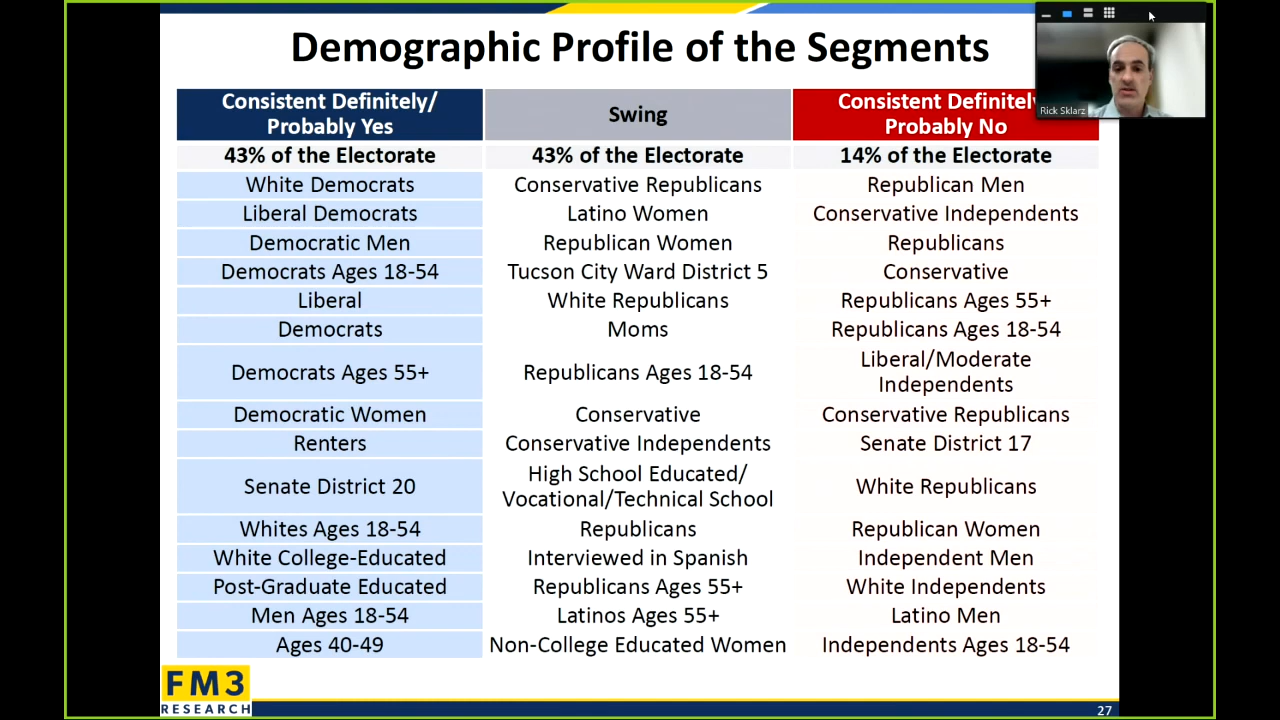 Demographic Profile of the Segments
Rick Sklarz
Consistent Definitely/
Probably Yes
Swing
Consistent Definitely
Probably No
43% of the Electorate
43% of the Electorate
14% of the Electorate
White Democrats
Conservative Republicans
Republican Men
Liberal Democrats
Latino Women
Conservative Independents
Democratic Men
Republican Women
Republicans
Democrats Ages 18-54
Tucson City Ward District 5
Conservative
Liberal
White Republicans
Republicans Ages 55+
Democrats
Moms
Republicans Ages 18-54
Democrats Ages 55+
Republicans Ages 18-54
Liberal/Moderate
Independents
Democratic Women
Conservative
Conservative Republicans
Renters
Conservative Independents
Senate District 17
Senate District 20
High School Educated/
Vocational/Technical School
White Republicans
Whites Ages 18-54
Republicans
Republican Women
White College-Educated
Interviewed in Spanish
Independent Men
Post-Graduate Educated
Republicans Ages 55+
White Independents
Men Ages 18-54
Latinos Ages 55+
Latino Men
Ages 40-49
Non-College Educated Women
Independents Ages 18-54
FM3
RESEARCH
27